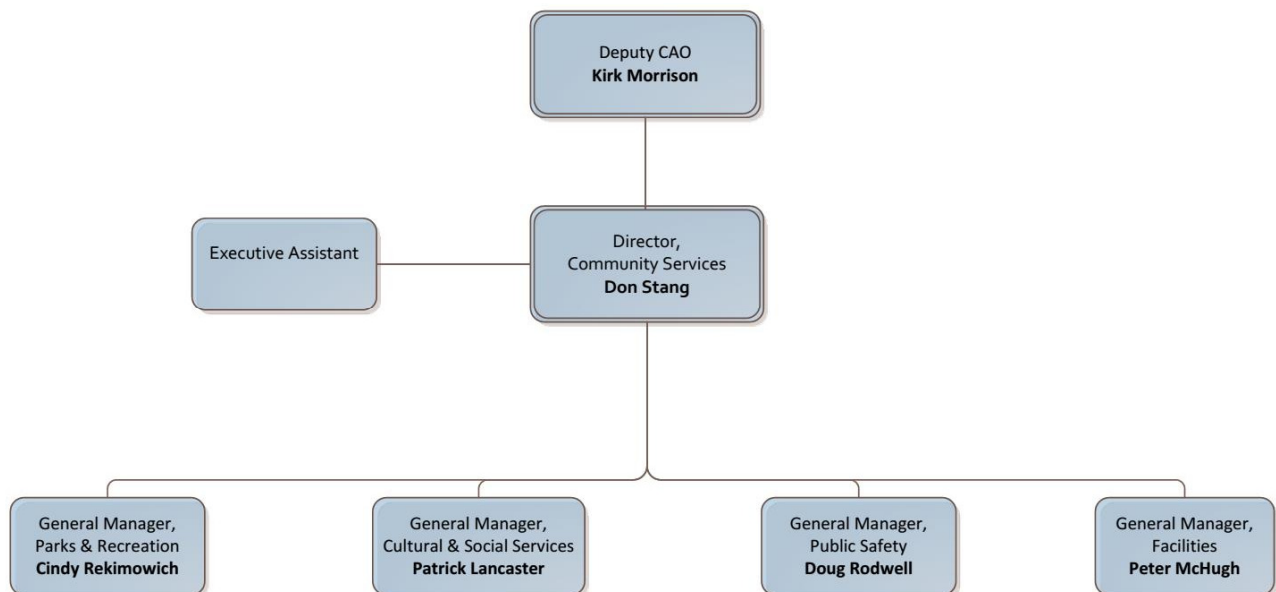 Deputy CAO
Kirk Morrison
Executive Assistant
Director,
Community Services
Don Stang
General Manager,
Parks & Recreation
Cindy Rekimowich
General Manager,
Cultural & Social Services
Patrick Lancaster
General Manager,
Public Safety
Doug Rodwell
General Manager,
Facilities
Peter McHugh